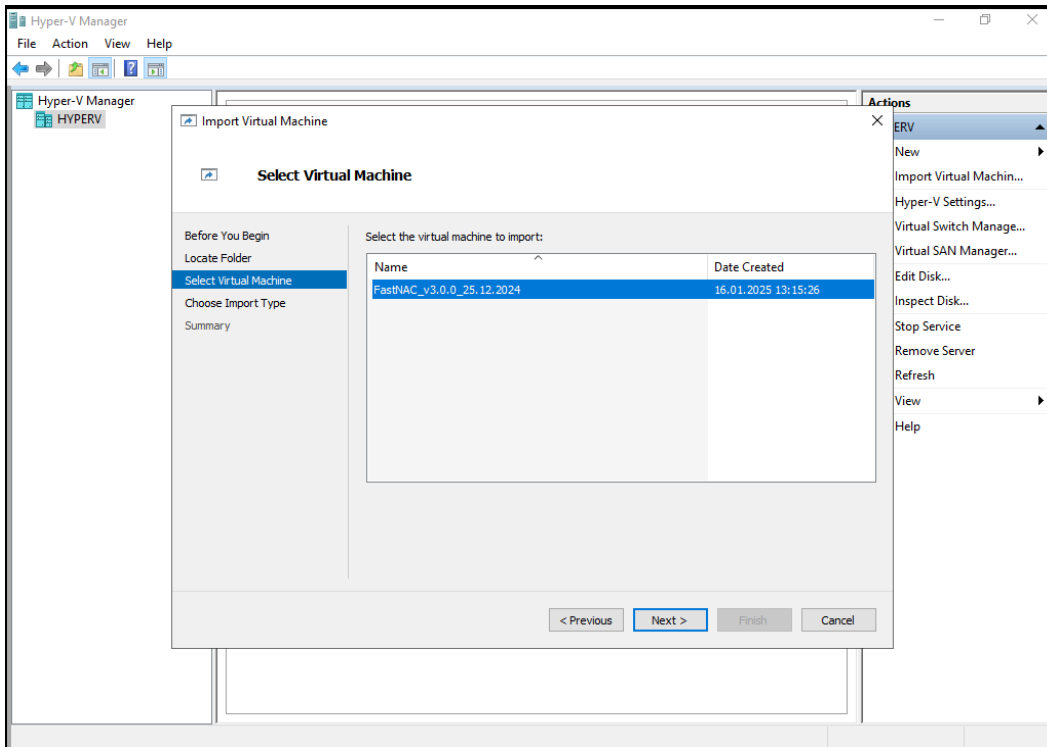 Hyper-V Manager
File Action View Help
Hyper-V Manager
HYPERV
Import Virtual Machine
Select Virtual Machine
Before You Begin
Locate Folder
Select Virtual Machine
Choose Import Type
Summary
Select the virtual machine to import:
Name Date Created
FastNAC_v3.0.0_25.12.2024 16.01.2025 13:15:26
< Previous Next > Finish Cancel
Actions
ERV
New
Import Virtual Machin...
Hyper-V Settings...
Virtual Switch Manage...
Virtual SAN Manager...
Edit Disk...
Inspect Disk...
Stop Service
Remove Server
Refresh
View
Help